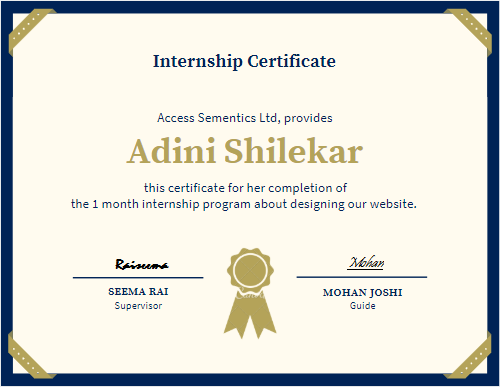 Internship Certificate
Access Sementics Ltd, provides
Adini Shilekar
this certificate for her completion of
the 1 month internship program about designing our website.
Raiseema
Mohan
SEEMA RAI
MOHAN JOSHI
Supervisor
Guide